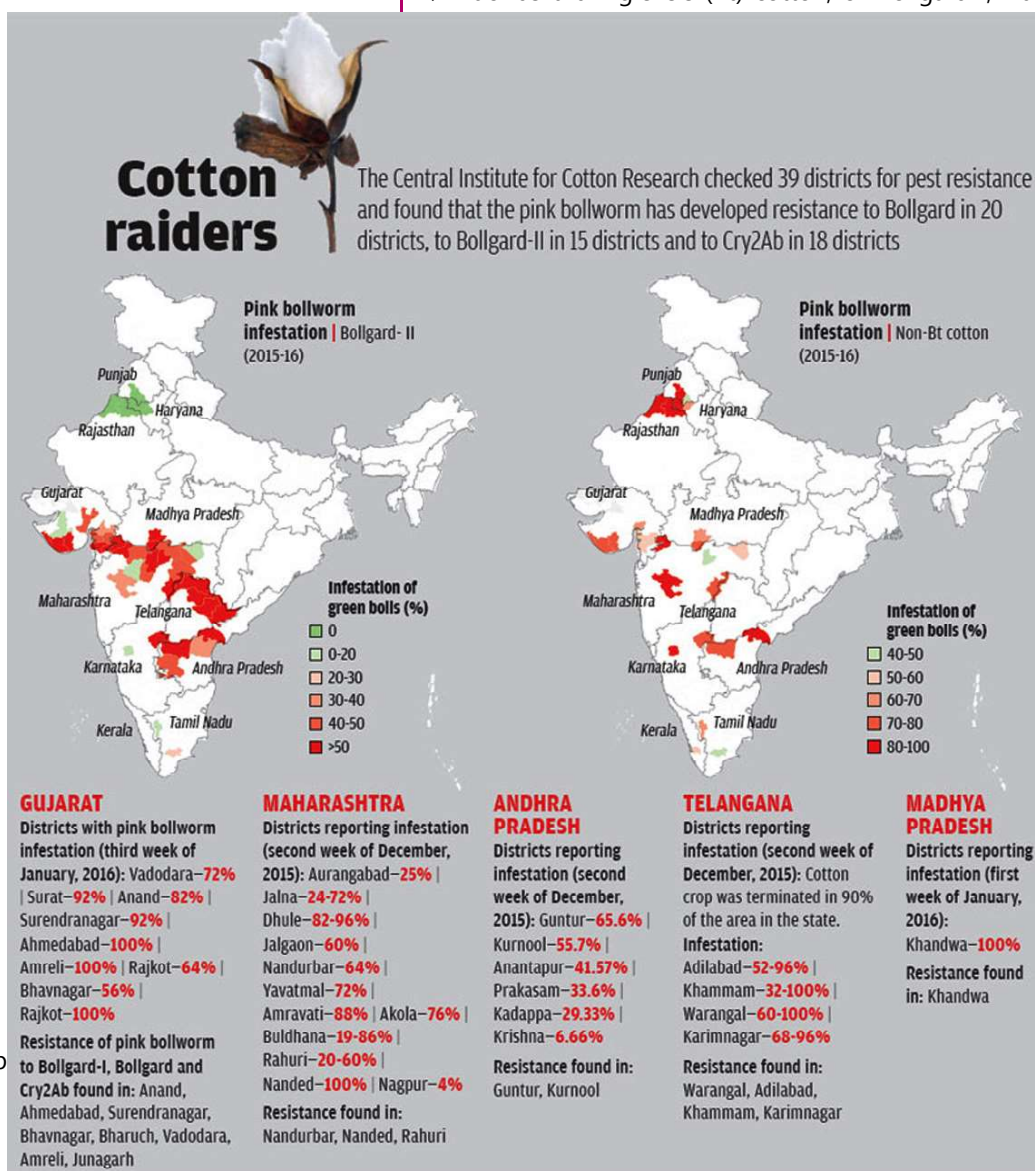 Cotton
raiders
The Central Institute for Cotton Research checked 39 districts for pest resistance
and found that the pink bollworm has developed resistance to Bollgard in 20
districts, to Bollgard-II in 15 districts and to Cry2Ab in 18 districts
Pink bollworm
infestation | Bollgard- II
(2015-16)
Punjab
Haryana
Rajasthan
Gujarat
Madhya Pradesh
Maharashtra
Telangana
Karnataka
Andhra Pradesh
Kerala
Tamil Nadu
Infestation of
green bolls (%)
0
0-20
20-30
30-40
40-50
>50
Pink bollworm
infestation | Non-Bt cotton
(2015-16)
Punjab
Haryana
Rajasthan
Gujarat
Madhya Pradesh
Maharashtra
Telangana
Karnataka
Andhra Pradesh
Kerala
Tamil Nadu
Infestation of
green bolls (%)
40-50
50-60
60-70
70-80
80-100
GUJARAT
Districts with pink bollworm
infestation (third week of
January, 2016): Vadodara–72%
| Surat–92% | Anand–82% |
Surendranagar–92% |
Ahmedabad–100% |
Amreli–100% | Rajkot–64% |
Bhavnagar–56% |
Rajkot–100%
Resistance of pink bollworm
to Bollgard-I, Bollgard and
Cry2Ab found in: Anand,
Ahmedabad, Surendranagar,
Bhavnagar, Bharuch, Vadodara,
Amreli, Junagarh
MAHARASHTRA
Districts reporting infestation
(second week of December,
2015): Aurangabad–25% |
Jalna–24-72% |
Dhule–82-96% |
Jalgaon–60% |
Nandurbar–64% |
Yavatmal–72% |
Amravati–88% | Akola–76% |
Buldhana–19-86% |
Rahuri–20-60% |
Nanded–100% | Nagpur–4%
Resistance found in:
Nandurbar, Nanded, Rahuri
ANDHRA
PRADESH
Districts reporting
infestation (second
week of December,
2015): Guntur–65.6% |
Kurnool–55.7% |
Anantapur–41.57% |
Prakasam–33.6% |
Kadappa–29.33% |
Krishna–6.66%
Resistance found in:
Guntur, Kurnool
TELANGANA
Districts reporting
infestation (second week of
December, 2015): Cotton
crop was terminated in 90%
of the area in the state.
Infestation:
Adilabad–52-96% |
Khammam–32-100% |
Warangal–60-100% |
Karimnagar–68-96%
Resistance found in:
Warangal, Adilabad,
Khammam, Karimnagar
MADHYA
PRADESH
Districts reporting
infestation (first
week of January,
2016):
Khandwa–100%
Resistance found
in: Khandwa